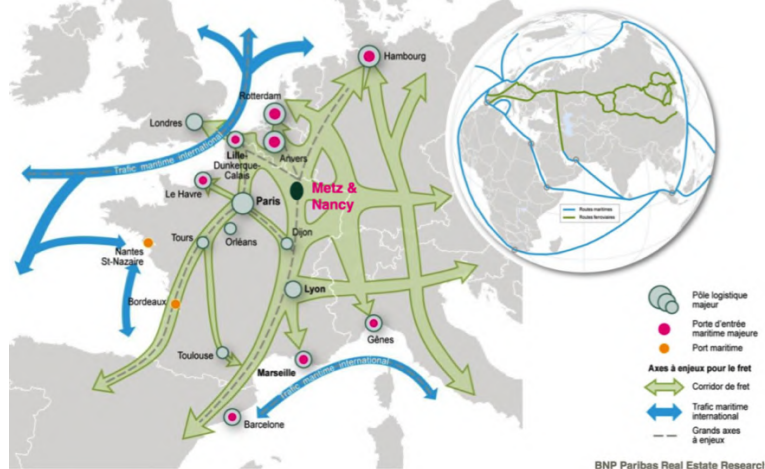 Hambourg
Rotterdam
Londres
Anvers
Lille-
Dunkerque-
Calais
Trafic maritime international
Le Havre
Metz &
Nancy
Paris
Tours
Orléans
Dijon
Nantes
St-Nazaire
Lyon
Bordeaux
Gênes
Toulouse
Marseille
Trafic maritime international
Barcelone
Routes maritimes
Routes ferroviaires
Pôle logistique
majeur
Porte d'entrée
maritime majeure
Port maritime
Axes à enjeux pour le fret
Corridor de fret
Trafic maritime
international
Grands axes
à enjeux
BNP Paribas Real Estate Research